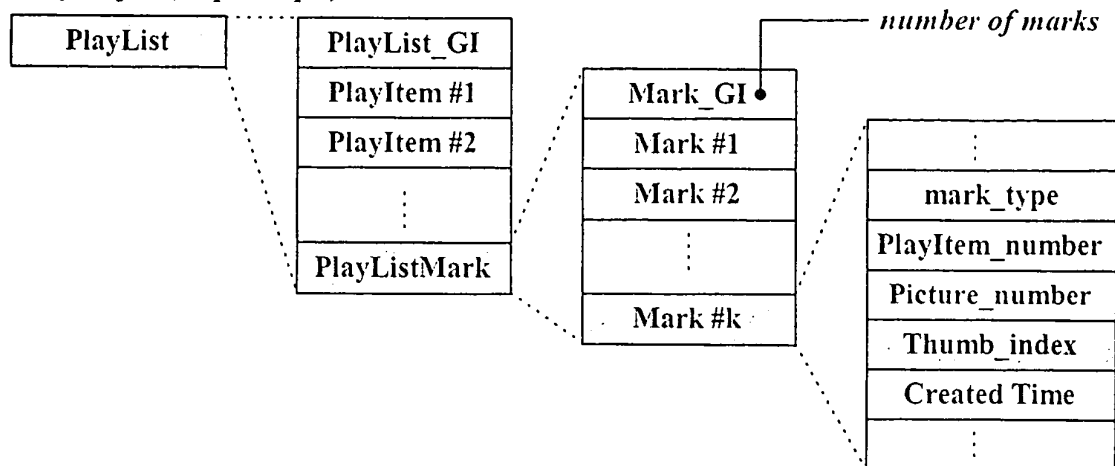 PlayList
PlayList_GI
PlayItem #1
PlayItem #2
PlayListMark
number of marks
Mark_GI
Mark #1
Mark #2
Mark #k
mark_type
PlayItem_number
Picture_number
Thumb_index
Created Time